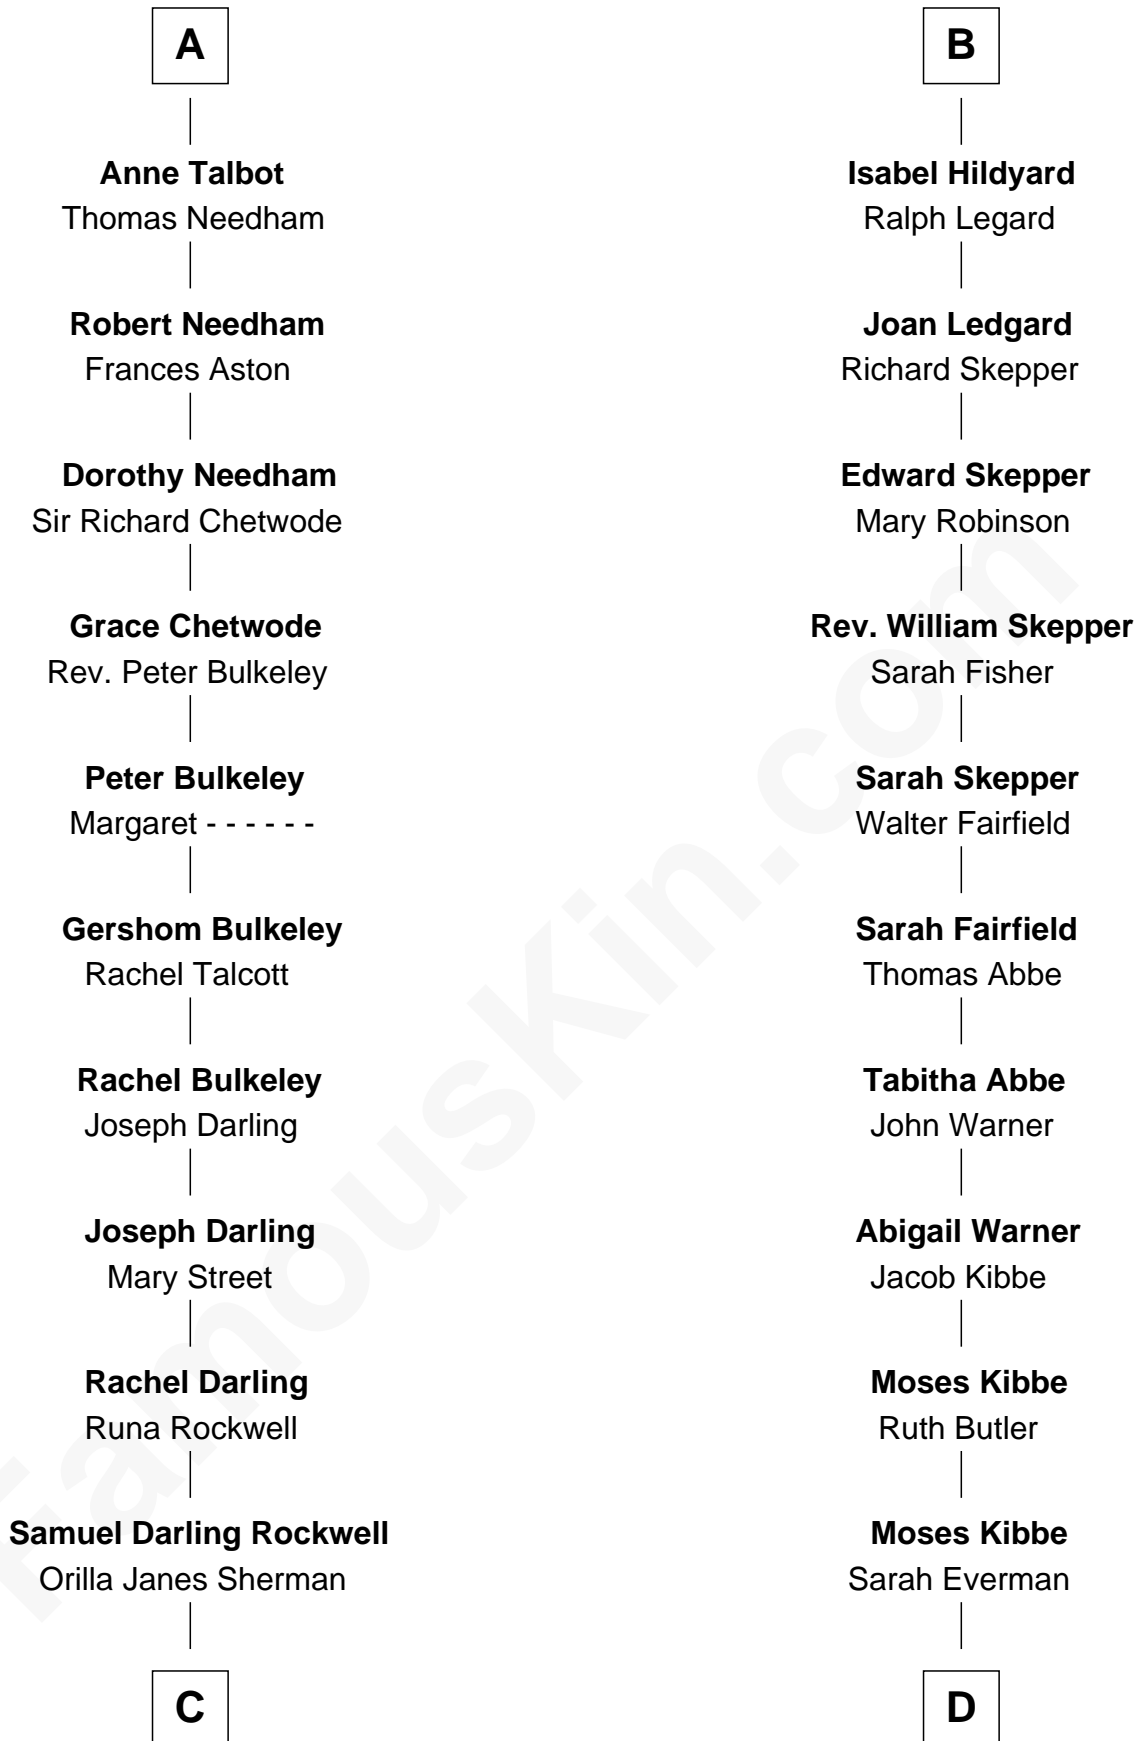 A
Anne Talbot
Thomas Needham
Robert Needham
Frances Aston
Dorothy Needham
Sir Richard Chetwode
Grace Chetwode
Rev. Peter Bulkeley
Peter Bulkeley
Margaret - - - - - -
Gershom Bulkeley
Rachel Talcott
Rachel Bulkeley
Joseph Darling
Joseph Darling
Mary Street
Rachel Darling
Runa Rockwell
Samuel Darling Rockwell
Orilla Janes Sherman
C
B
Isabel Hildyard
Ralph Legard
Joan Ledgard
Richard Skepper
Edward Skepper
Mary Robinson
Rev. William Skepper
Sarah Fisher
Sarah Skepper
Walter Fairfield
Sarah Fairfield
Thomas Abbe
Tabitha Abbe
John Warner
Abigail Warner
Jacob Kibbe
Moses Kibbe
Ruth Butler
Moses Kibbe
Sarah Everman
D
FamousKin.com